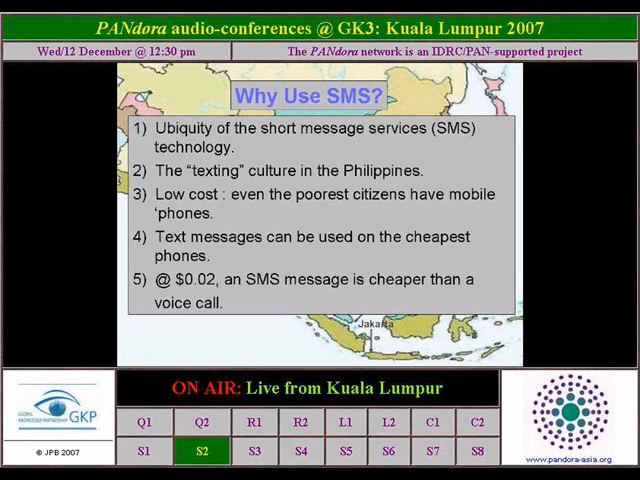 PANdora audio-conferences @ GK3: Kuala Lumpur 2007
Wed/12 December @ 12:30 pm
The PANdora network is an IDRC/PAN-supported project
Why Use SMS?
1) Ubiquity of the short message services (SMS)
technology.
2) The “texting” culture in the Philippines.
3) Low cost : even the poorest citizens have mobile
‘phones.
4) Text messages can be used on the cheapest
phones.
5) @ $0.02, an SMS message is cheaper than a
voice call.
Jakarta
GLOBAL
KNOWLEDGE PARTNERSHIP
GKP
© JPB 2007
ON AIR: Live from Kuala Lumpur
Q1 Q2 R1 R2 L1 L2 C1 C2
S1 S2 S3 S4 S5 S6 S7 S8
www.pandora-asia.org